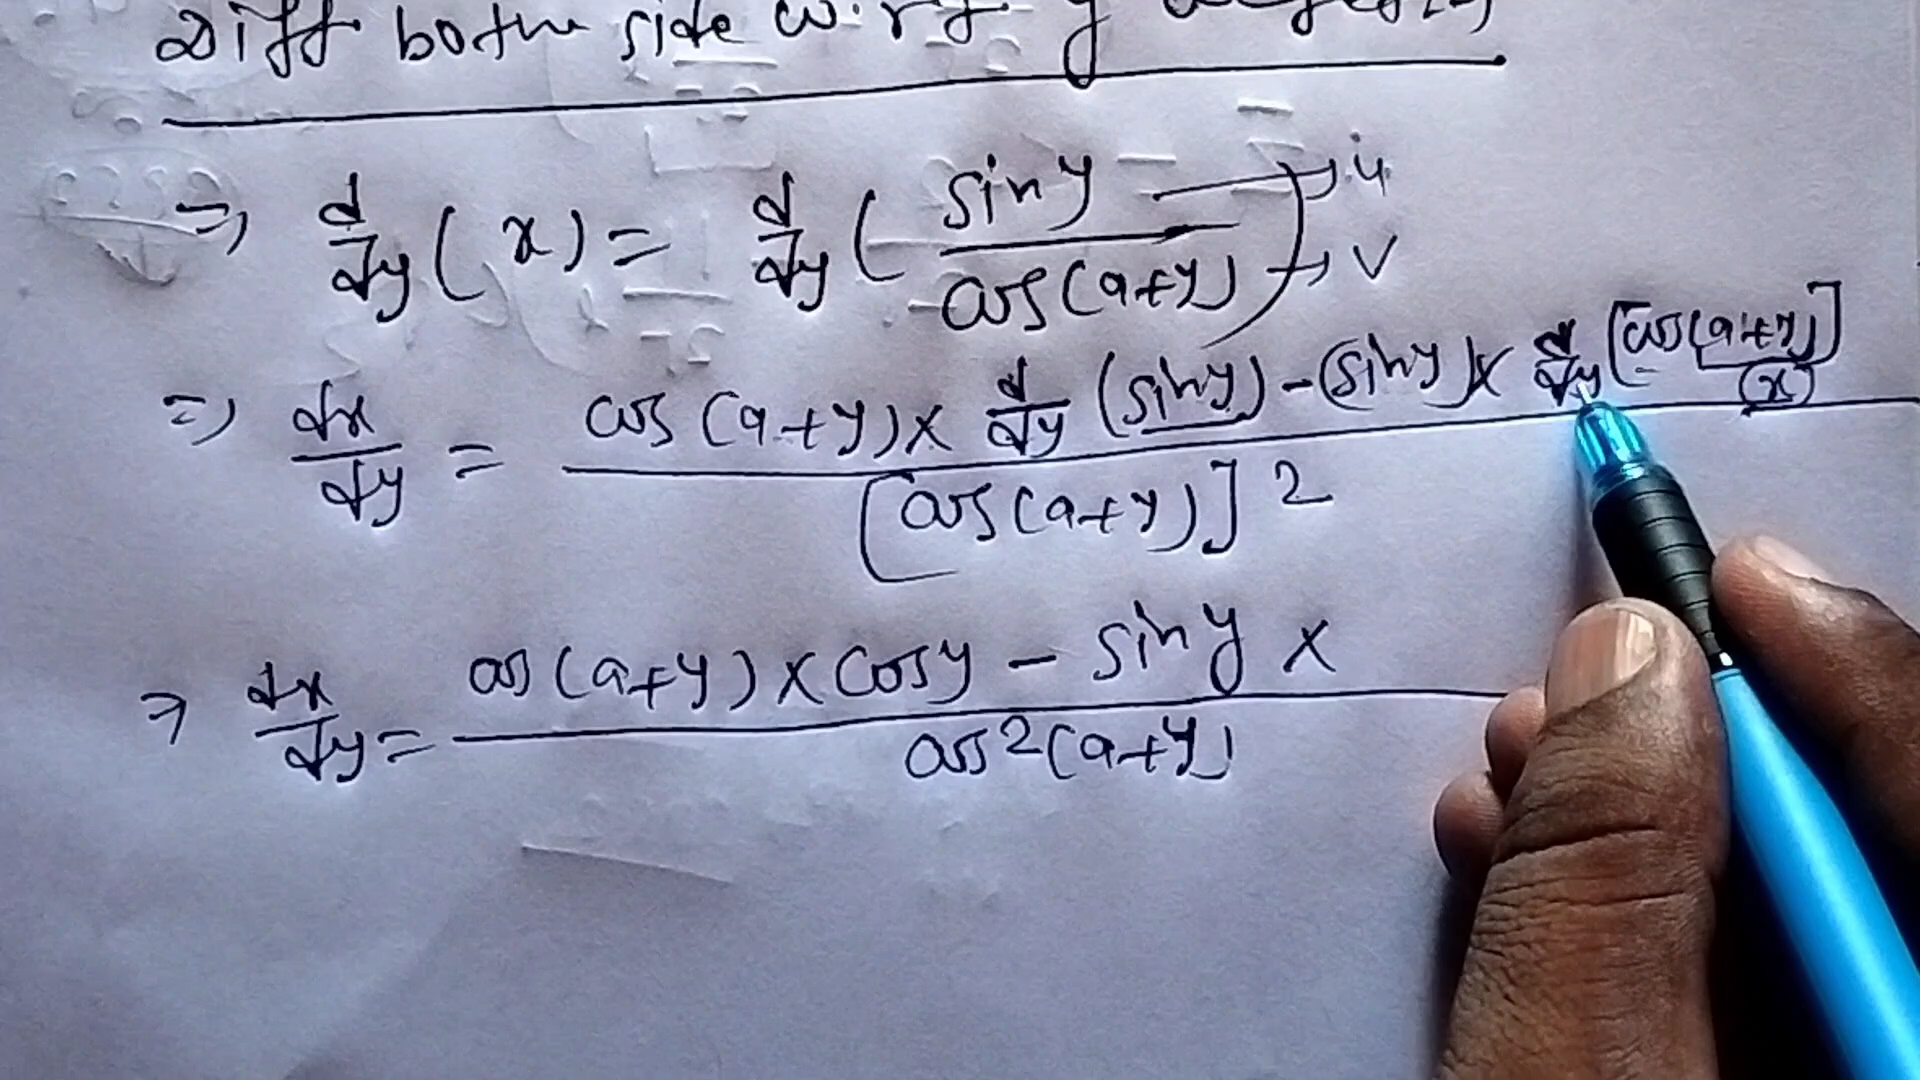 Diff both side w.r.t y
⇒ d/dy (x) = d/dy ( sin y / cos(a+y) ) → u → v
⇒ dx/dy = cos(a+y) × d/dy (sin y) - (sin y) × d/dy [cos(a+y)] (x) / [cos(a+y)]²
⇒ dx/dy = cos(a+y) × cos y - sin y × / cos²(a+y)